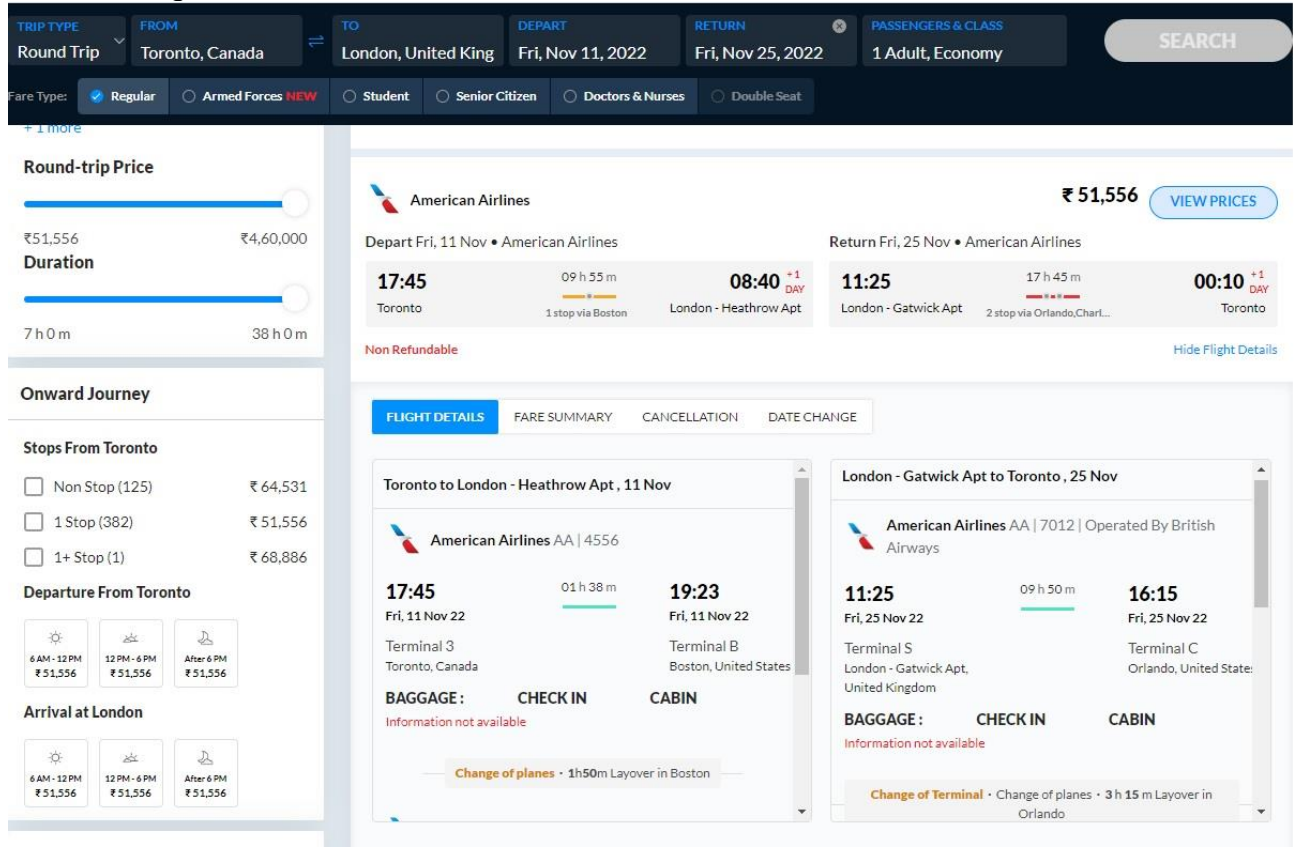 TRIP TYPE FROM TO DEPART RETURN PASSENGERS & CLASS
Round Trip Toronto, Canada London, United King Fri, Nov 11, 2022 Fri, Nov 25, 2022 1 Adult, Economy SEARCH
Fare Type: Regular Armed Forces NEW Student Senior Citizen Doctors & Nurses Double Seat
+ 1 more
Round-trip Price
₹51,556 ₹4,60,000
Duration
7 h 0 m 38 h 0 m
Onward Journey
Stops From Toronto
Non Stop (125) ₹ 64,531
1 Stop (382) ₹ 51,556
1+ Stop (1) ₹ 68,886
Departure From Toronto
6 AM - 12 PM 12 PM - 6 PM After 6 PM
₹ 51,556 ₹ 51,556 ₹ 51,556
Arrival at London
6 AM - 12 PM 12 PM - 6 PM After 6 PM
₹ 51,556 ₹ 51,556 ₹ 51,556
American Airlines ₹ 51,556 VIEW PRICES
Depart Fri, 11 Nov • American Airlines Return Fri, 25 Nov • American Airlines
17:45 09 h 55 m 08:40 +1 DAY 11:25 17 h 45 m 00:10 +1 DAY
Toronto 1 stop via Boston London - Heathrow Apt London - Gatwick Apt 2 stop via Orlando,Charl... Toronto
Non Refundable Hide Flight Details
FLIGHT DETAILS FARE SUMMARY CANCELLATION DATE CHANGE
Toronto to London - Heathrow Apt , 11 Nov
American Airlines AA | 4556
17:45 01 h 38 m 19:23
Fri, 11 Nov 22 Fri, 11 Nov 22
Terminal 3 Terminal B
Toronto, Canada Boston, United States
BAGGAGE : CHECK IN CABIN
Information not available
Change of planes • 1h50m Layover in Boston
London - Gatwick Apt to Toronto , 25 Nov
American Airlines AA | 7012 | Operated By British
Airways
11:25 09 h 50 m 16:15
Fri, 25 Nov 22 Fri, 25 Nov 22
Terminal S Terminal C
London - Gatwick Apt, Orlando, United State
United Kingdom
BAGGAGE : CHECK IN CABIN
Information not available
Change of Terminal • Change of planes • 3 h 15 m Layover in
Orlando